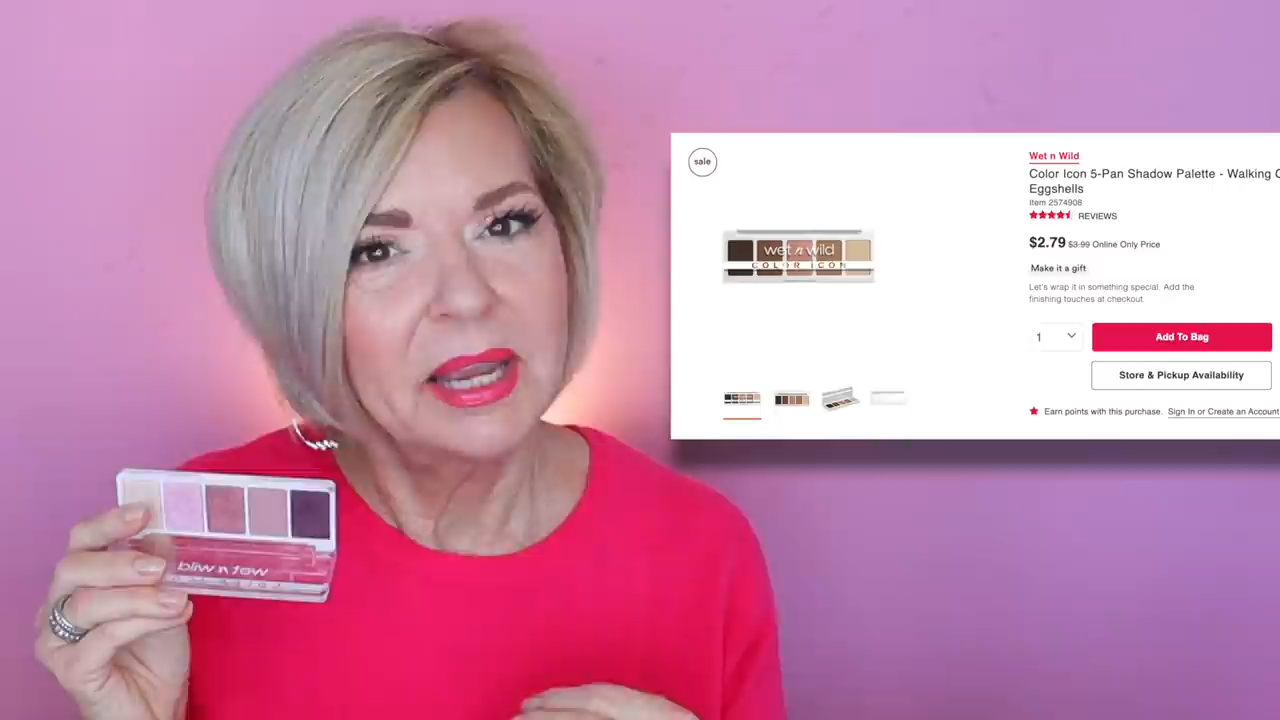 sale
wet n wild
COLOR ICON
Wet n Wild
Color Icon 5-Pan Shadow Palette - Walking
Eggshells
Item 2574908
REVIEWS
$2.79 $3.99 Online Only Price
Make it a gift
Let's wrap it in something special. Add the
finishing touches at checkout.
1
Add To Bag
Store & Pickup Availability
Earn points with this purchase. Sign In or Create an Account
wet n wild